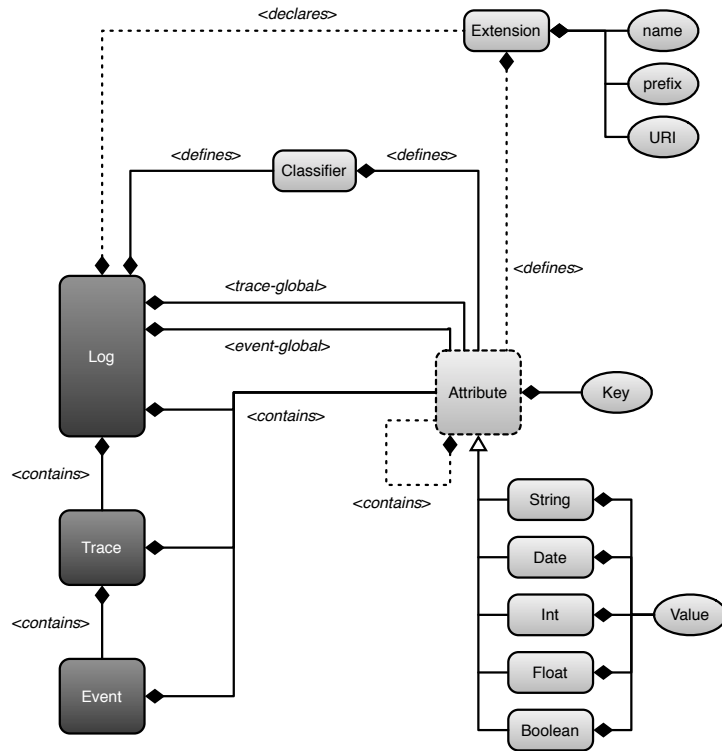 <declares>
Extension
name
prefix
URI
<defines>
Classifier
<defines>
<defines>
<trace-global>
<event-global>
Log
Attribute
Key
<contains>
<contains>
<contains>
String
Trace
Date
<contains>
Int
Value
Float
Event
Boolean